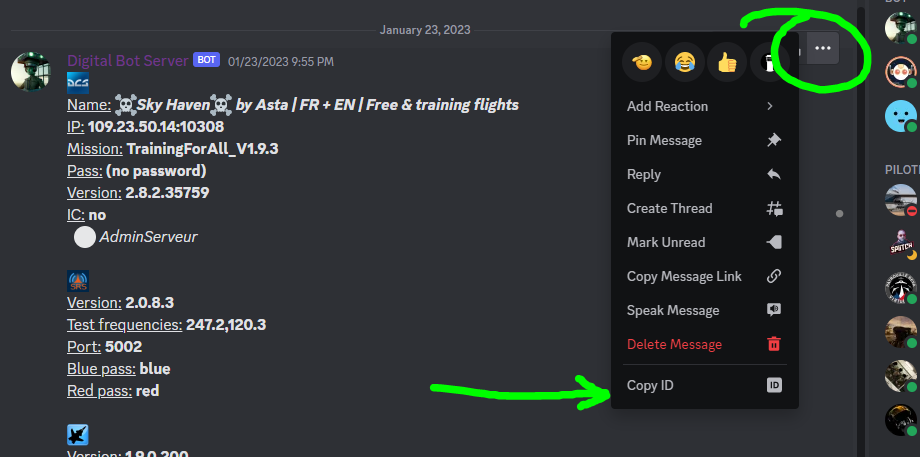 BOT
January 23, 2023
Digital Bot Server BOT 01/23/2023 9:55 PM
DCS
Name: ☠Sky Haven☠ by Asta | FR + EN | Free & training flights
IP: 109.23.50.14:10308
Mission: TrainingForAll_V1.9.3
Pass: (no password)
Version: 2.8.2.35759
IC: no
AdminServeur
SRS
Version: 2.0.8.3
Test frequencies: 247.2,120.3
Port: 5002
Blue pass: blue
Red pass: red
Version: 1.9.0.200
Add Reaction
Pin Message
Reply
Create Thread
Mark Unread
Copy Message Link
Speak Message
Delete Message
Copy ID
ID
PILOTE